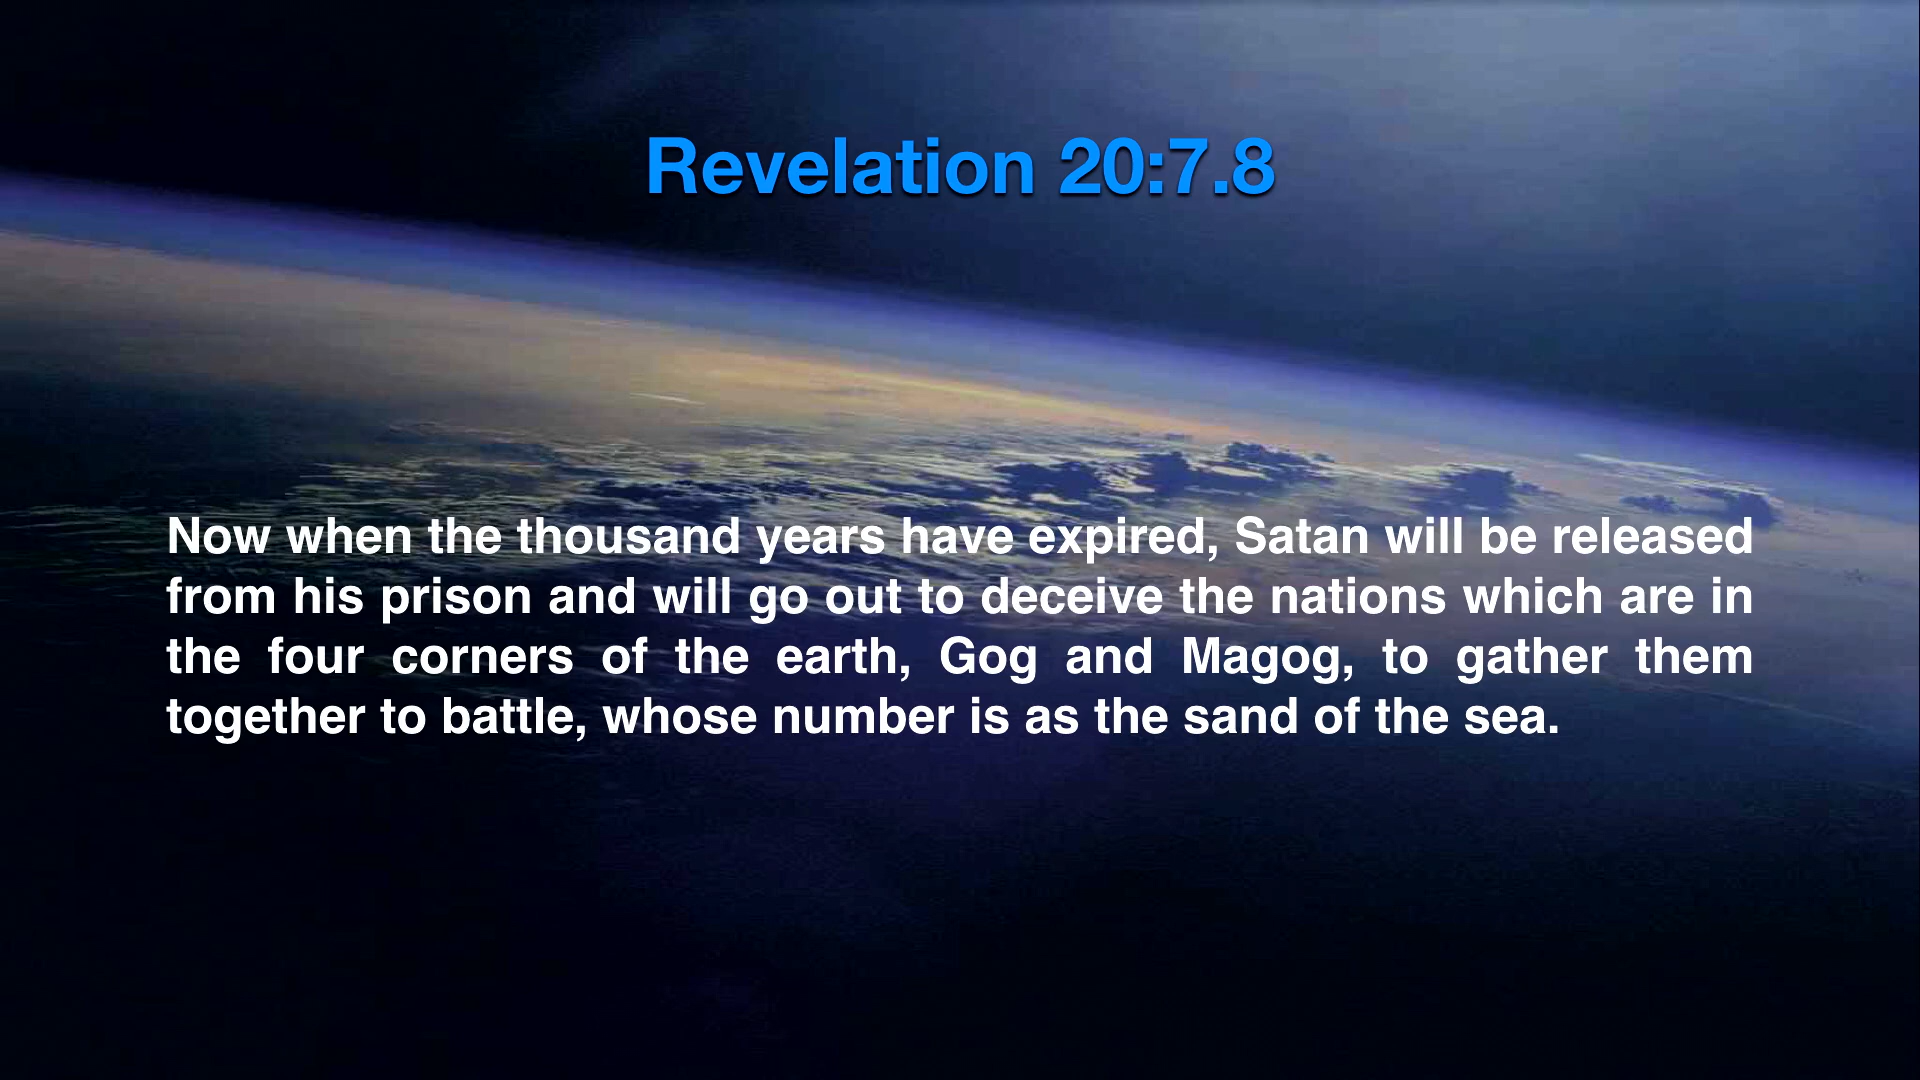 Revelation 20:7.8
Now when the thousand years have expired, Satan will be released
from his prison and will go out to deceive the nations which are in
the four corners of the earth, Gog and Magog, to gather them
together to battle, whose number is as the sand of the sea.